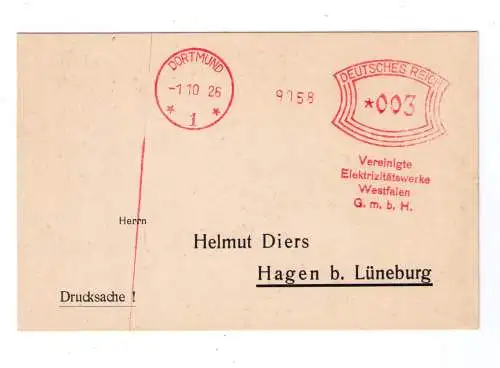 DORTMUND
-1 10 26
* 1 *
9158
DEUTSCHES REICH
*003
Vereinigte
Elektrizitätswerke
Westfalen
G. m. b. H.
Herrn
Helmut Diers
Hagen b. Lüneburg
Drucksache !